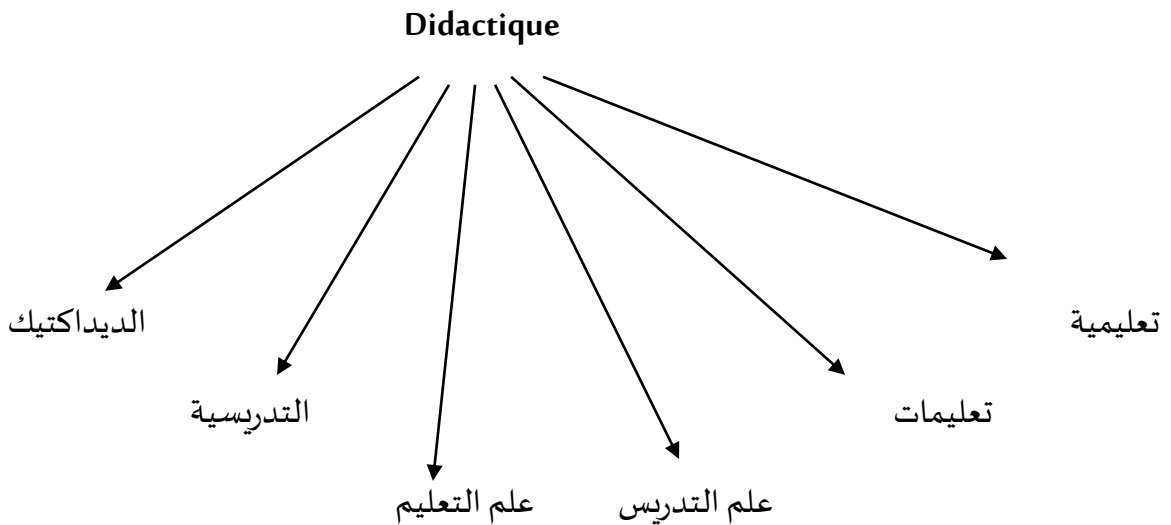 Didactique
تعليمية
الديداكتيك
تعليمات
التدريسية
علم التدريس
علم التعليم